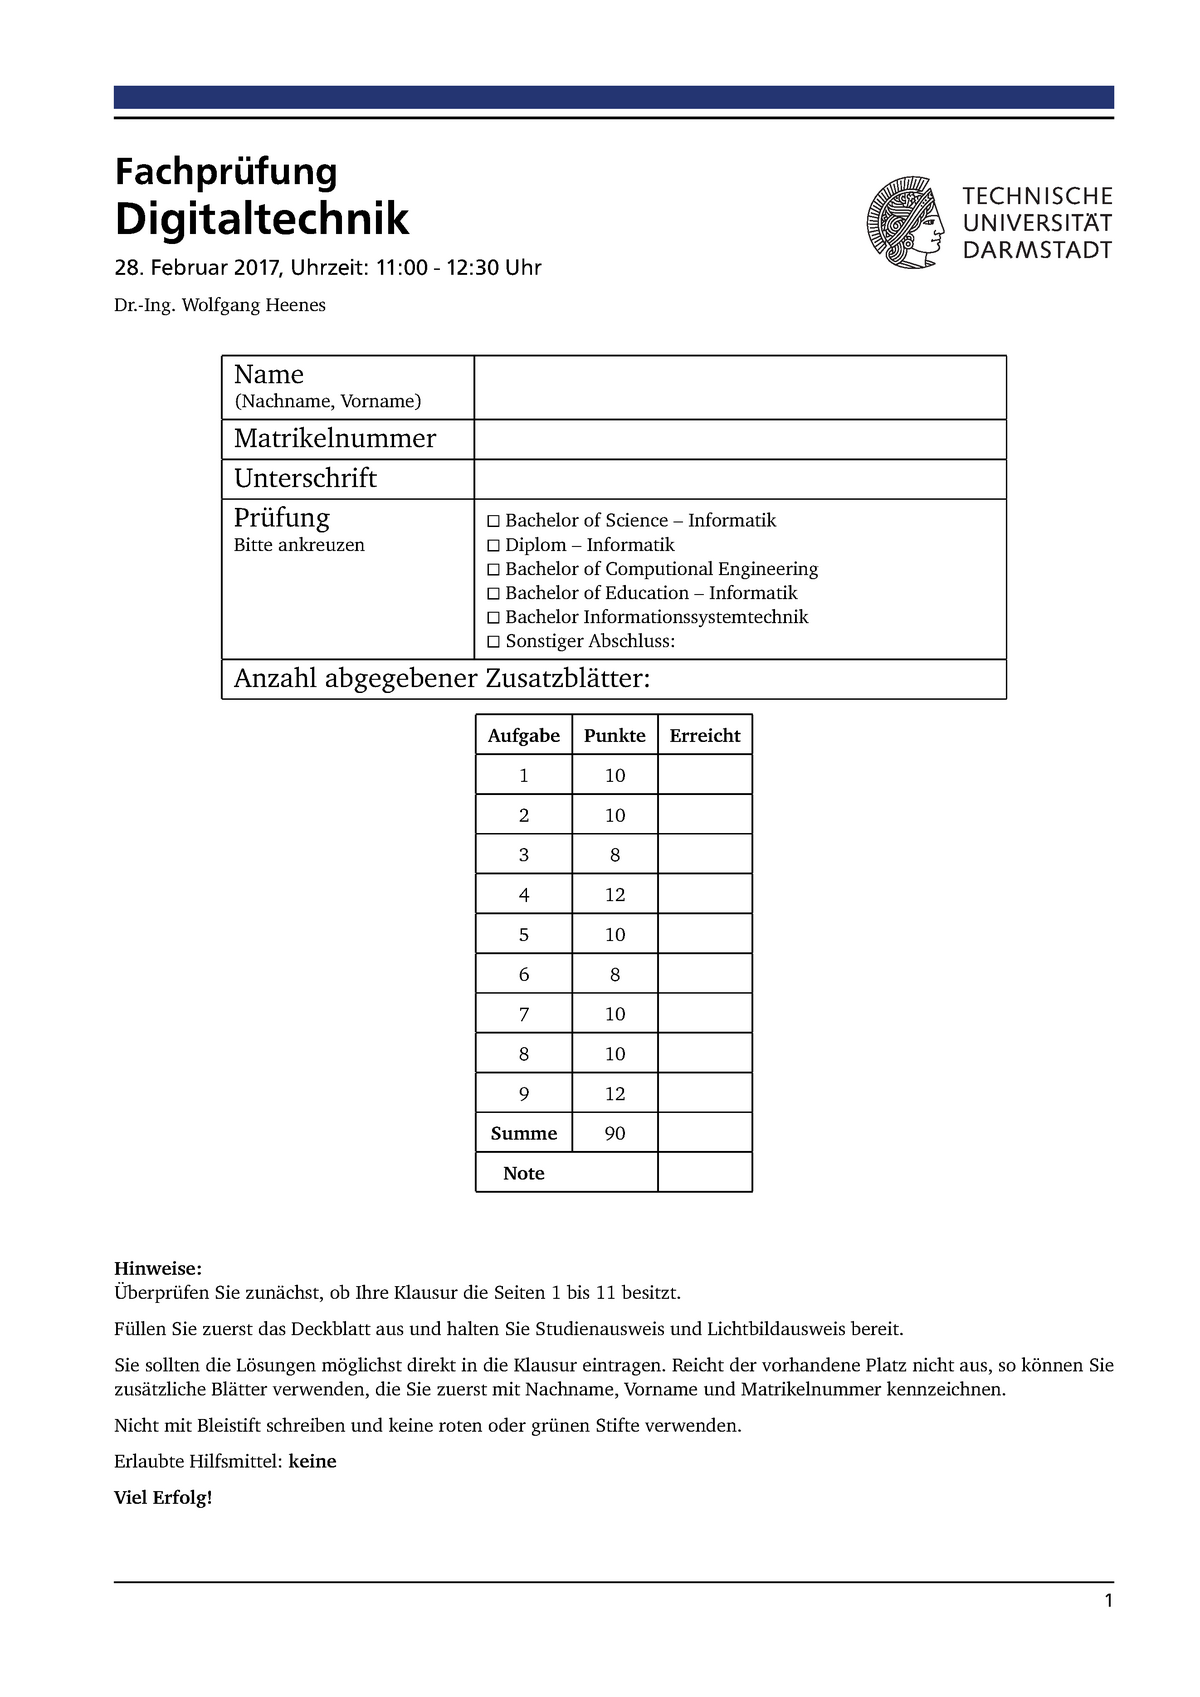 Fachprüfung
Digitaltechnik
28. Februar 2017, Uhrzeit: 11:00 - 12:30 Uhr
Dr.-Ing. Wolfgang Heenes
TECHNISCHE
UNIVERSITÄT
DARMSTADT
Name
(Nachname, Vorname)
Matrikelnummer
Unterschrift
Prüfung
Bitte ankreuzen
☐ Bachelor of Science – Informatik
☐ Diplom – Informatik
☐ Bachelor of Computional Engineering
☐ Bachelor of Education – Informatik
☐ Bachelor Informationssystemtechnik
☐ Sonstiger Abschluss:
Anzahl abgegebener Zusatzblätter:
Aufgabe Punkte Erreicht
1 10
2 10
3 8
4 12
5 10
6 8
7 10
8 10
9 12
Summe 90
Note
Hinweise:
Überprüfen Sie zunächst, ob Ihre Klausur die Seiten 1 bis 11 besitzt.
Füllen Sie zuerst das Deckblatt aus und halten Sie Studienausweis und Lichtbildausweis bereit.
Sie sollten die Lösungen möglichst direkt in die Klausur eintragen. Reicht der vorhandene Platz nicht aus, so können Sie
zusätzliche Blätter verwenden, die Sie zuerst mit Nachname, Vorname und Matrikelnummer kennzeichnen.
Nicht mit Bleistift schreiben und keine roten oder grünen Stifte verwenden.
Erlaubte Hilfsmittel: keine
Viel Erfolg!
1